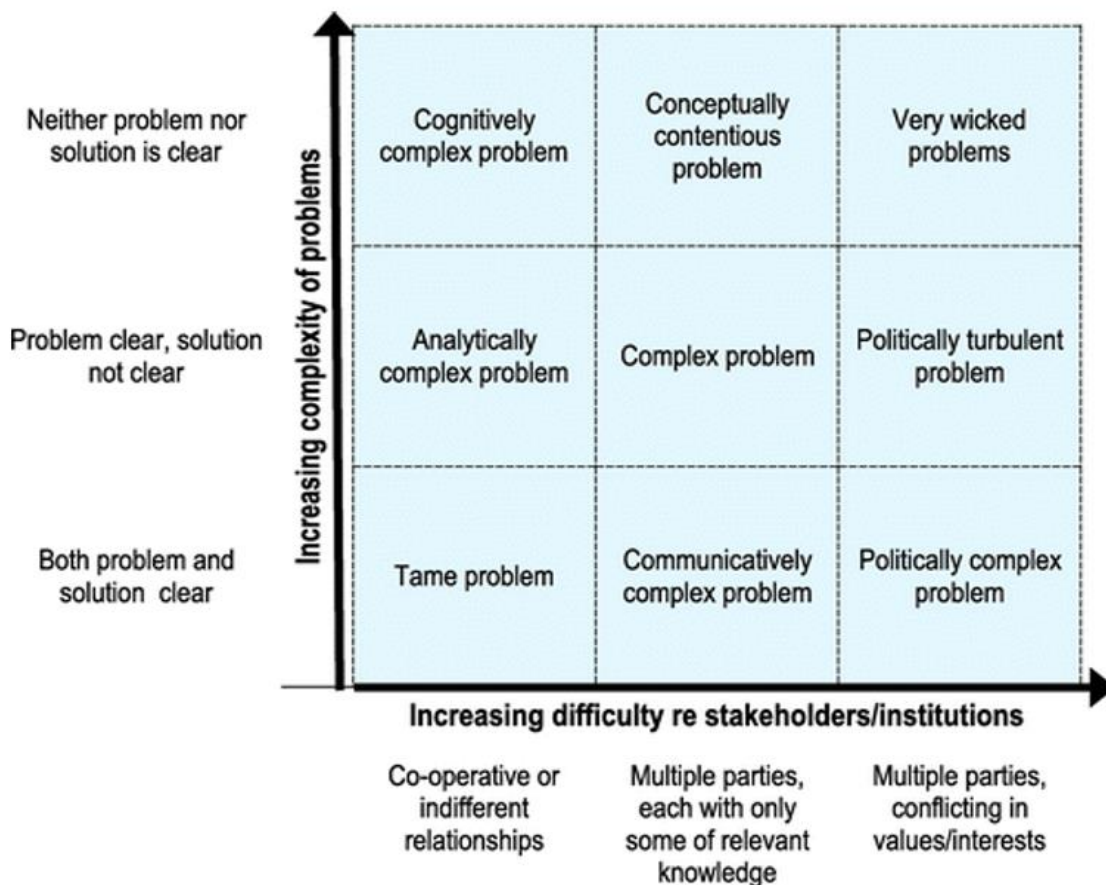 Neither problem nor
solution is clear
Cognitively
complex problem
Conceptually
contentious
problem
Very wicked
problems
Increasing complexity of problems
Problem clear, solution
not clear
Analytically
complex problem
Complex problem
Politically turbulent
problem
Both problem and
solution clear
Tame problem
Communicatively
complex problem
Politically complex
problem
Increasing difficulty re stakeholders/institutions
Co-operative or
indifferent
relationships
Multiple parties,
each with only
some of relevant
knowledge
Multiple parties,
conflicting in
values/interests